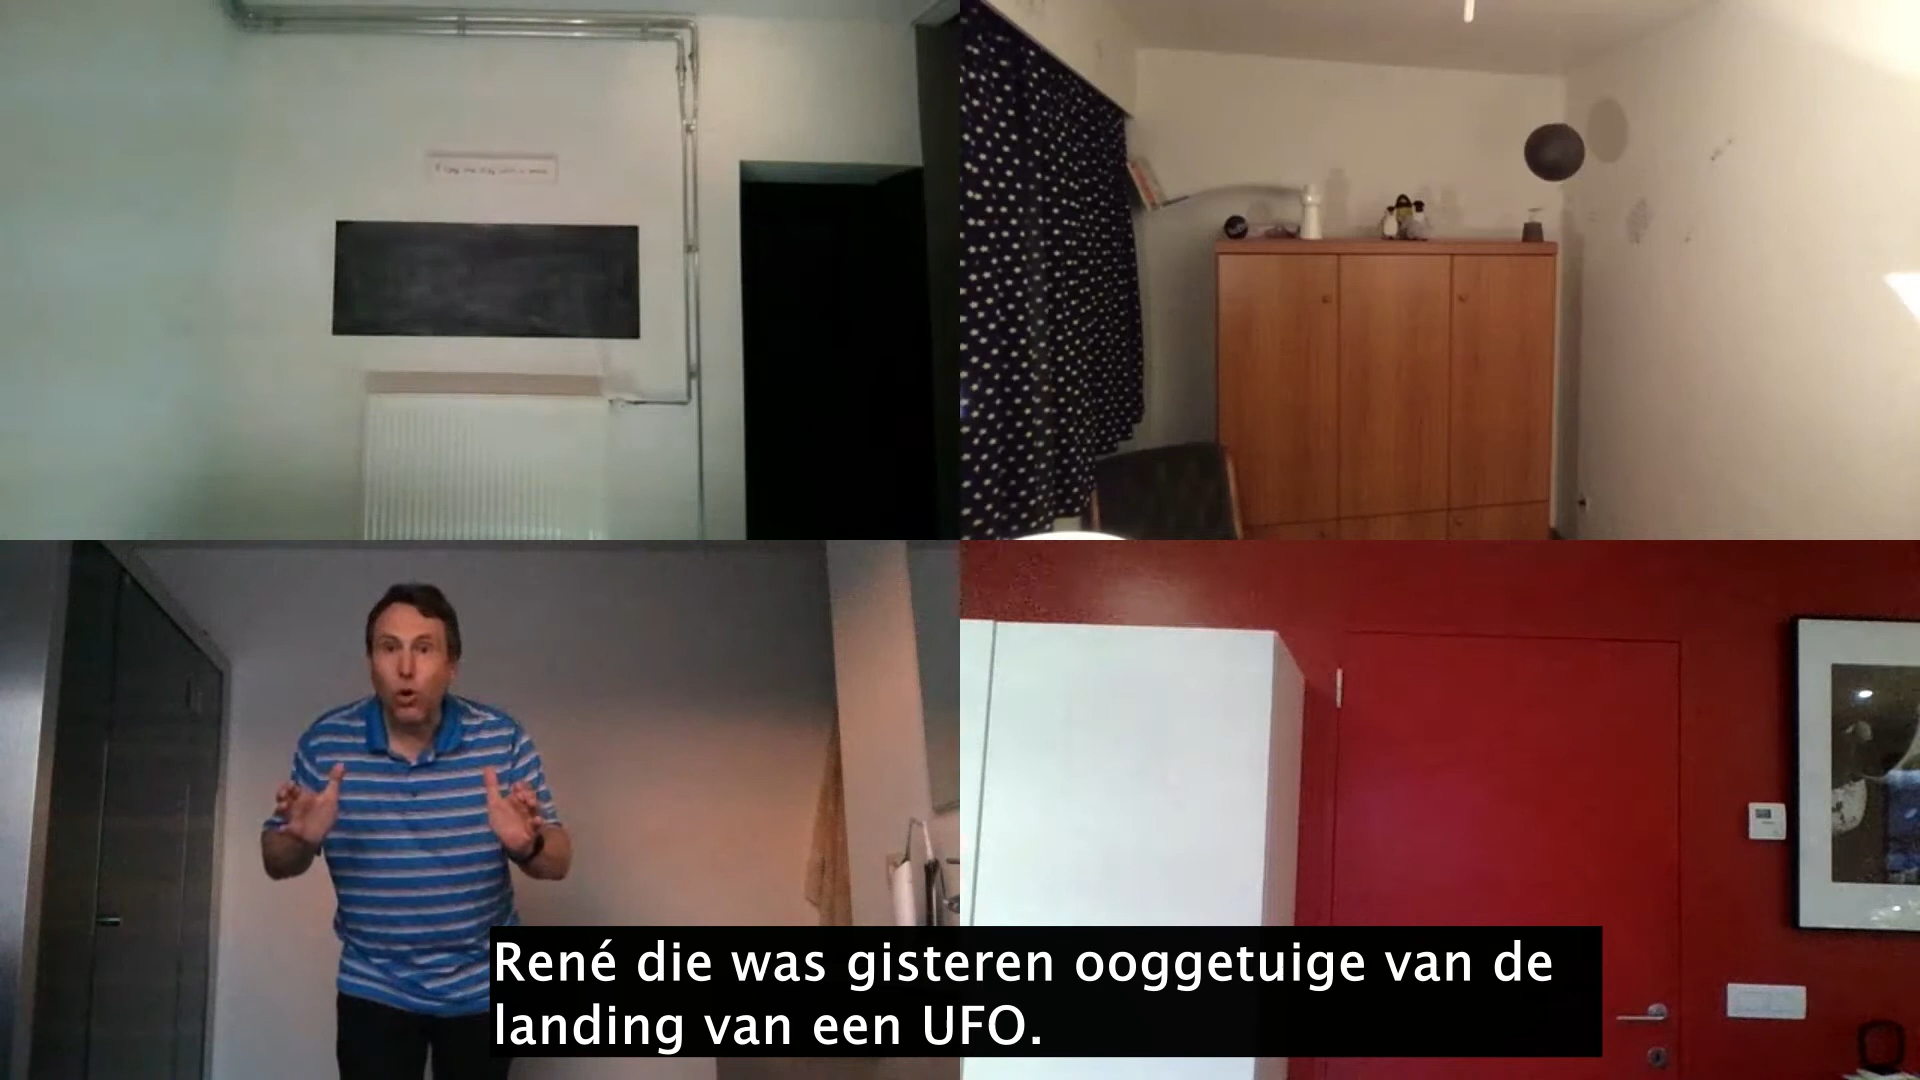 René die was gisteren ooggetuige van de
landing van een UFO.